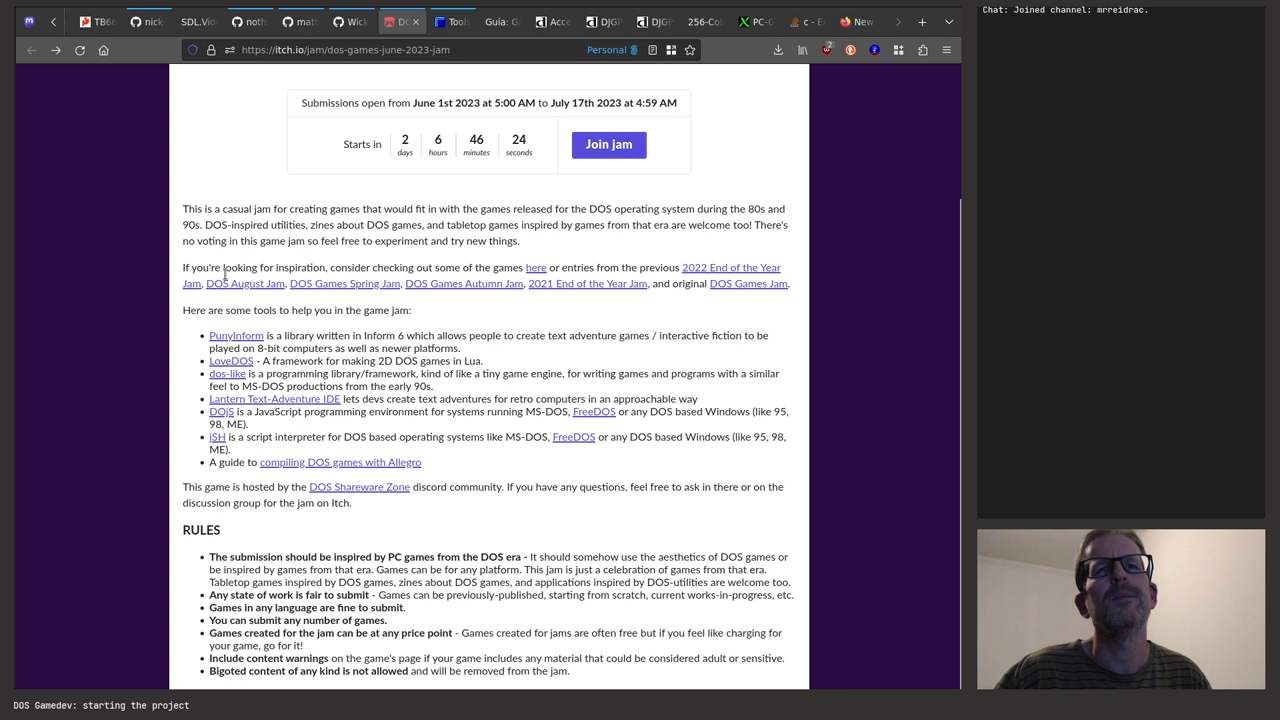 TB66
nick-
SDL.Vid
noth
matt
Wick
DO
Tools
Guía: G
Acce
DJGP
DJGP
256-Col
PC-G
c - E
New
https://itch.io/jam/dos-games-june-2023-jam
Personal
2
Chat: Joined channel: mrreidrac.
Submissions open from June 1st 2023 at 5:00 AM to July 17th 2023 at 4:59 AM
Starts in
2
days
6
hours
46
minutes
24
seconds
Join jam
This is a casual jam for creating games that would fit in with the games released for the DOS operating system during the 80s and
90s. DOS-inspired utilities, zines about DOS games, and tabletop games inspired by games from that era are welcome too! There's
no voting in this game jam so feel free to experiment and try new things.
If you're looking for inspiration, consider checking out some of the games here or entries from the previous 2022 End of the Year
Jam, DOS August Jam, DOS Games Spring Jam, DOS Games Autumn Jam, 2021 End of the Year Jam, and original DOS Games Jam.
Here are some tools to help you in the game jam:
• PunyInform is a library written in Inform 6 which allows people to create text adventure games / interactive fiction to be
played on 8-bit computers as well as newer platforms.
• LoveDOS - A framework for making 2D DOS games in Lua.
• dos-like is a programming library/framework, kind of like a tiny game engine, for writing games and programs with a similar
feel to MS-DOS productions from the early 90s.
• Lantern Text-Adventure IDE lets devs create text adventures for retro computers in an approachable way
• DOjS is a JavaScript programming environment for systems running MS-DOS, FreeDOS or any DOS based Windows (like 95,
98, ME).
• jSH is a script interpreter for DOS based operating systems like MS-DOS, FreeDOS or any DOS based Windows (like 95, 98,
ME).
• A guide to compiling DOS games with Allegro
This game is hosted by the DOS Shareware Zone discord community. If you have any questions, feel free to ask in there or on the
discussion group for the jam on Itch.
RULES
• The submission should be inspired by PC games from the DOS era - It should somehow use the aesthetics of DOS games or
be inspired by games from that era. Games can be for any platform. This jam is just a celebration of games from that era.
Tabletop games inspired by DOS games, zines about DOS games, and applications inspired by DOS-utilities are welcome too.
• Any state of work is fair to submit - Games can be previously-published, starting from scratch, current works-in-progress, etc.
• Games in any language are fine to submit.
• You can submit any number of games.
• Games created for the jam can be at any price point - Games created for jams are often free but if you feel like charging for
your game, go for it!
• Include content warnings on the game's page if your game includes any material that could be considered adult or sensitive.
• Bigoted content of any kind is not allowed and will be removed from the jam.
DOS Gamedev: starting the project